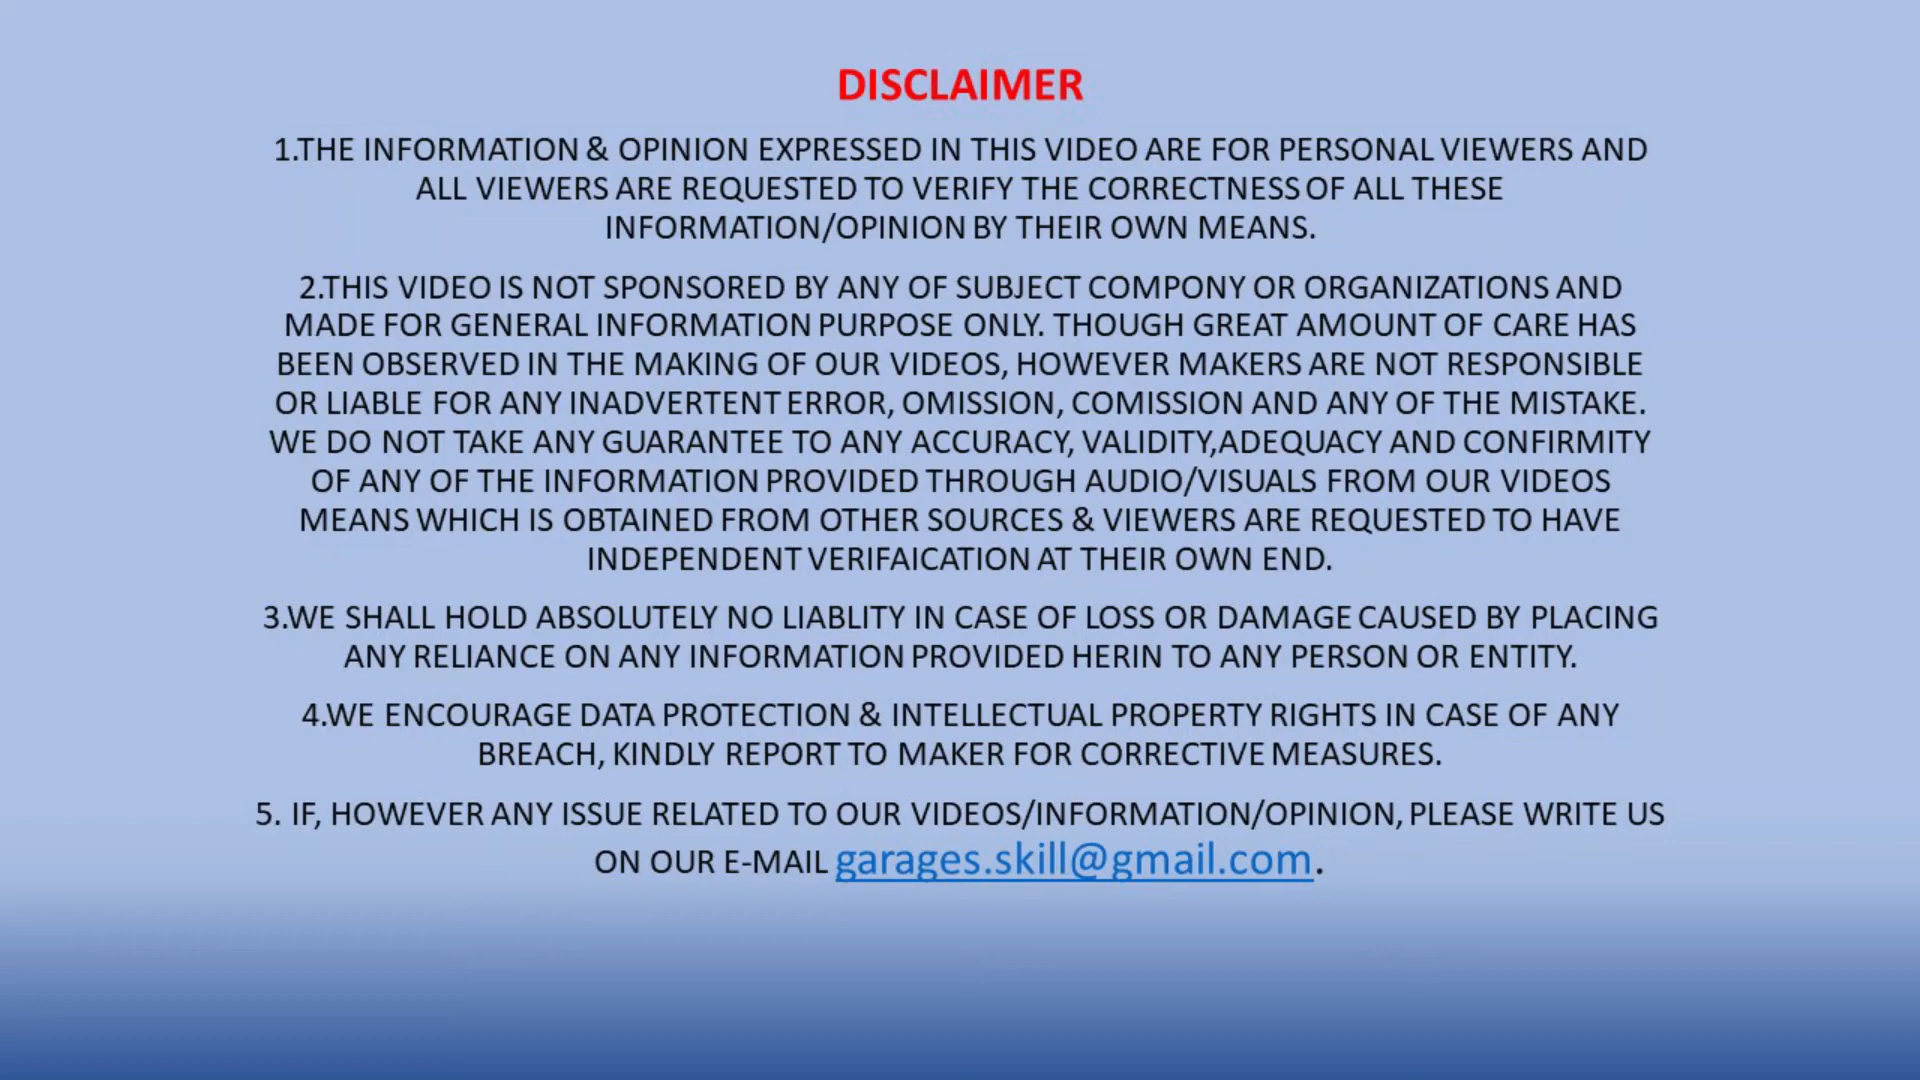 DISCLAIMER
1.THE INFORMATION & OPINION EXPRESSED IN THIS VIDEO ARE FOR PERSONAL VIEWERS AND
ALL VIEWERS ARE REQUESTED TO VERIFY THE CORRECTNESS OF ALL THESE
INFORMATION/OPINION BY THEIR OWN MEANS.
2.THIS VIDEO IS NOT SPONSORED BY ANY OF SUBJECT COMPONY OR ORGANIZATIONS AND
MADE FOR GENERAL INFORMATION PURPOSE ONLY. THOUGH GREAT AMOUNT OF CARE HAS
BEEN OBSERVED IN THE MAKING OF OUR VIDEOS, HOWEVER MAKERS ARE NOT RESPONSIBLE
OR LIABLE FOR ANY INADVERTENT ERROR, OMISSION, COMISSION AND ANY OF THE MISTAKE.
WE DO NOT TAKE ANY GUARANTEE TO ANY ACCURACY, VALIDITY,ADEQUACY AND CONFIRMITY
OF ANY OF THE INFORMATION PROVIDED THROUGH AUDIO/VISUALS FROM OUR VIDEOS
MEANS WHICH IS OBTAINED FROM OTHER SOURCES & VIEWERS ARE REQUESTED TO HAVE
INDEPENDENT VERIFAICATION AT THEIR OWN END.
3.WE SHALL HOLD ABSOLUTELY NO LIABLITY IN CASE OF LOSS OR DAMAGE CAUSED BY PLACING
ANY RELIANCE ON ANY INFORMATION PROVIDED HERIN TO ANY PERSON OR ENTITY.
4.WE ENCOURAGE DATA PROTECTION & INTELLECTUAL PROPERTY RIGHTS IN CASE OF ANY
BREACH, KINDLY REPORT TO MAKER FOR CORRECTIVE MEASURES.
5. IF, HOWEVER ANY ISSUE RELATED TO OUR VIDEOS/INFORMATION/OPINION, PLEASE WRITE US
ON OUR E-MAIL garages.skill@gmail.com.